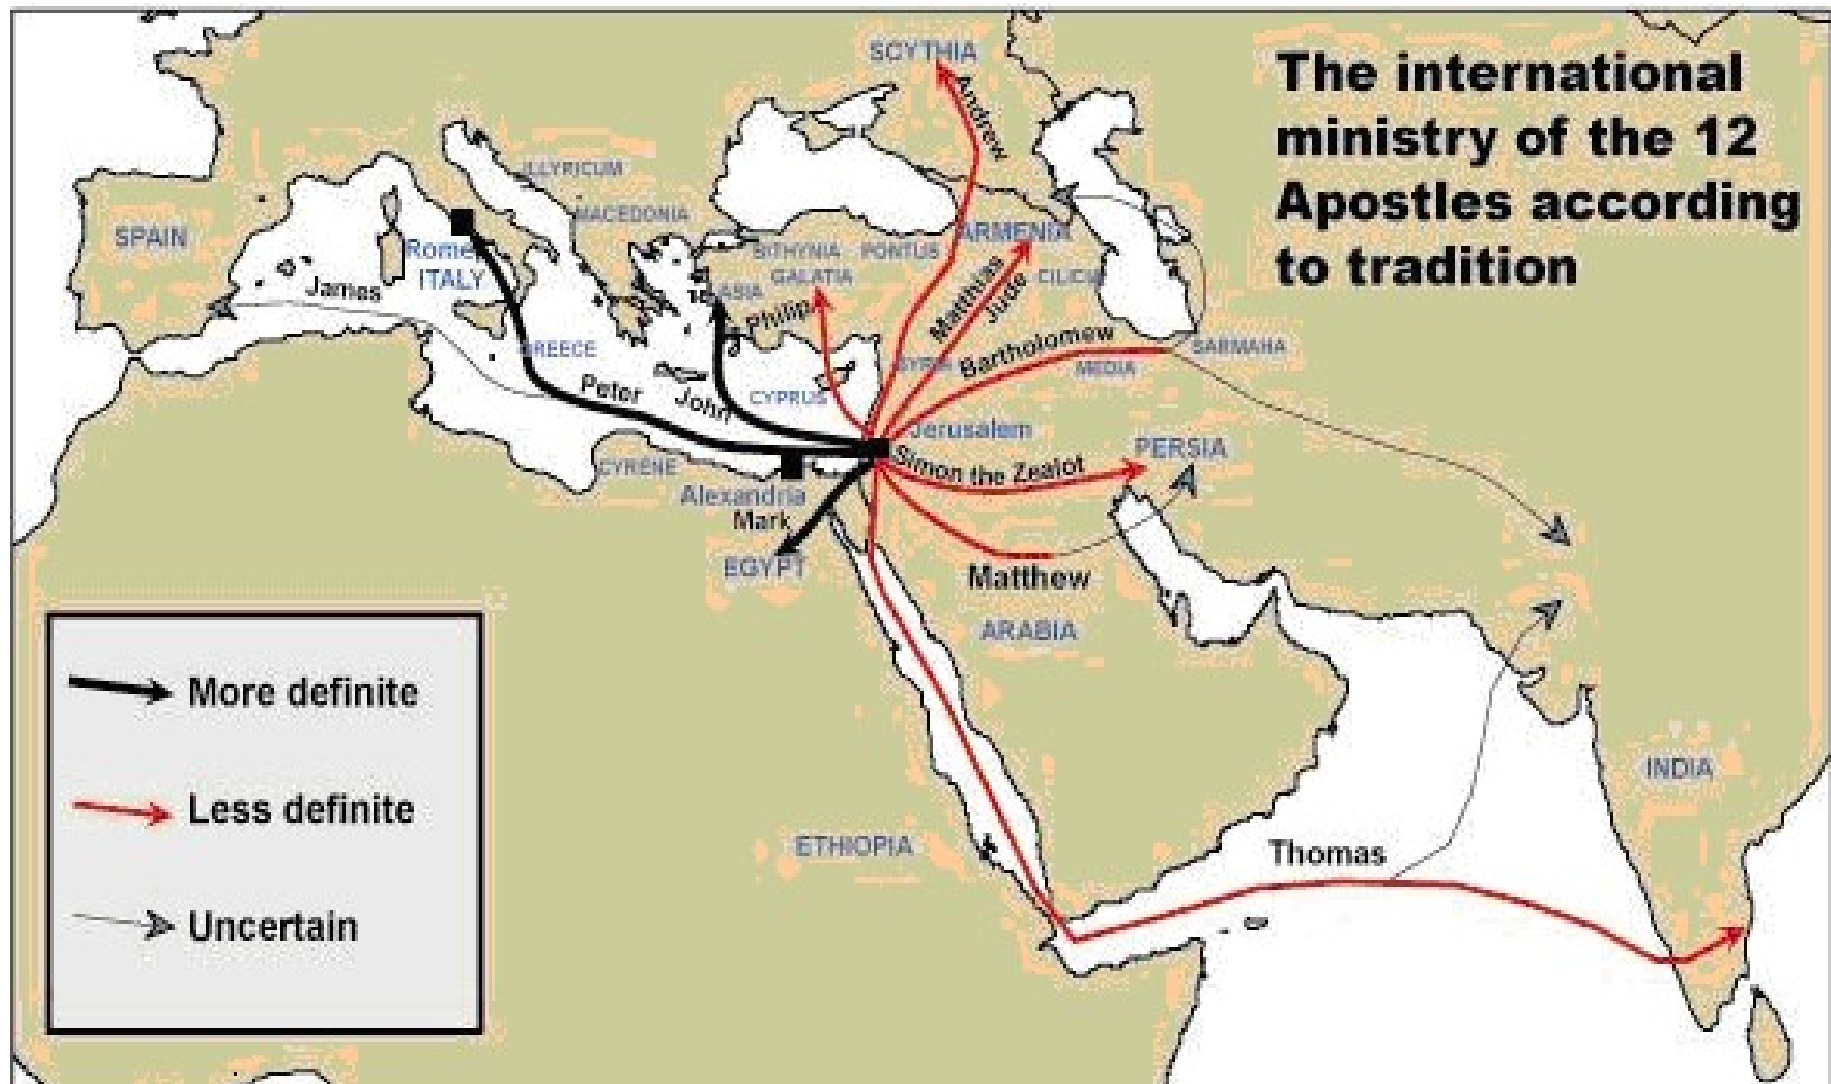 The international
ministry of the 12
Apostles according
to tradition
SCYTHIA
Andrew
ILLYRICUM
MACEDONIA
SPAIN
Rome
ITALY
BITHYNIA
PONTUS
ARMENIA
GALATIA
CILICIA
ASIA
James
Philip
Matthias
Jude
GREECE
Bartholomew
SARMAHA
SYRIA
MEDIA
Peter
John
CYPRUS
Jerusalem
PERSIA
CYRENE
Simon the Zealot
Alexandria
Mark
EGYPT
Matthew
ARABIA
INDIA
ETHIOPIA
Thomas
More definite
Less definite
Uncertain